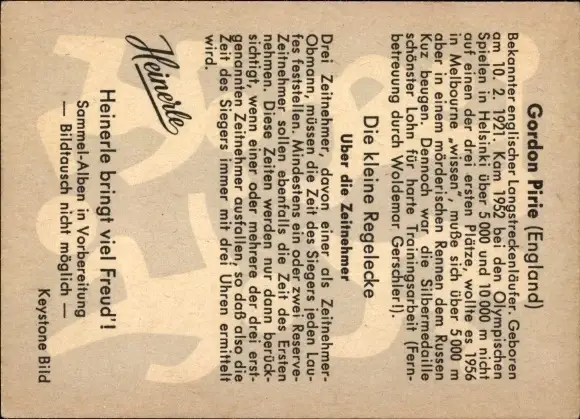 Gordon Pirie (England)
Bekannter englischer Langstreckenläufer. Geboren
am 10. 2. 1921. Kam 1952 bei den Olympischen
Spielen in Helsinki über 5 000 und 10 000 m nicht
auf einen der drei ersten Plätze, wollte es 1956
in Melbourne „wissen", muße sich über 5 000 m
aber in einem mörderischen Rennen dem Russen
Kuz beugen. Dennoch war die Silbermedaille
schönster Lohn für harte Trainingsarbeit (Fern-
betreuung durch Woldemar Gerschler!).
Die kleine Regelecke
Über die Zeitnehmer
Drei Zeitnehmer, davon einer als Zeitnehmer-
Obmann, müssen die Zeit des Siegers jeden Lau-
fes feststellen. Mindestens ein oder zwei Reserve-
Zeitnehmer sollen ebenfalls die Zeit des Ersten
nehmen. Diese Zeiten werden nur dann berück-
sichtigt, wenn einer oder mehrere der drei erst-
genannten Zeitnehmer ausfallen, so daß also die
Zeit des Siegers immer mit drei Uhren ermittelt
wird.
Heinerle
Heinerle bringt viel Freud'!
Sammel-Alben in Vorbereitung
— Bildtausch nicht möglich —
Keystone Bild